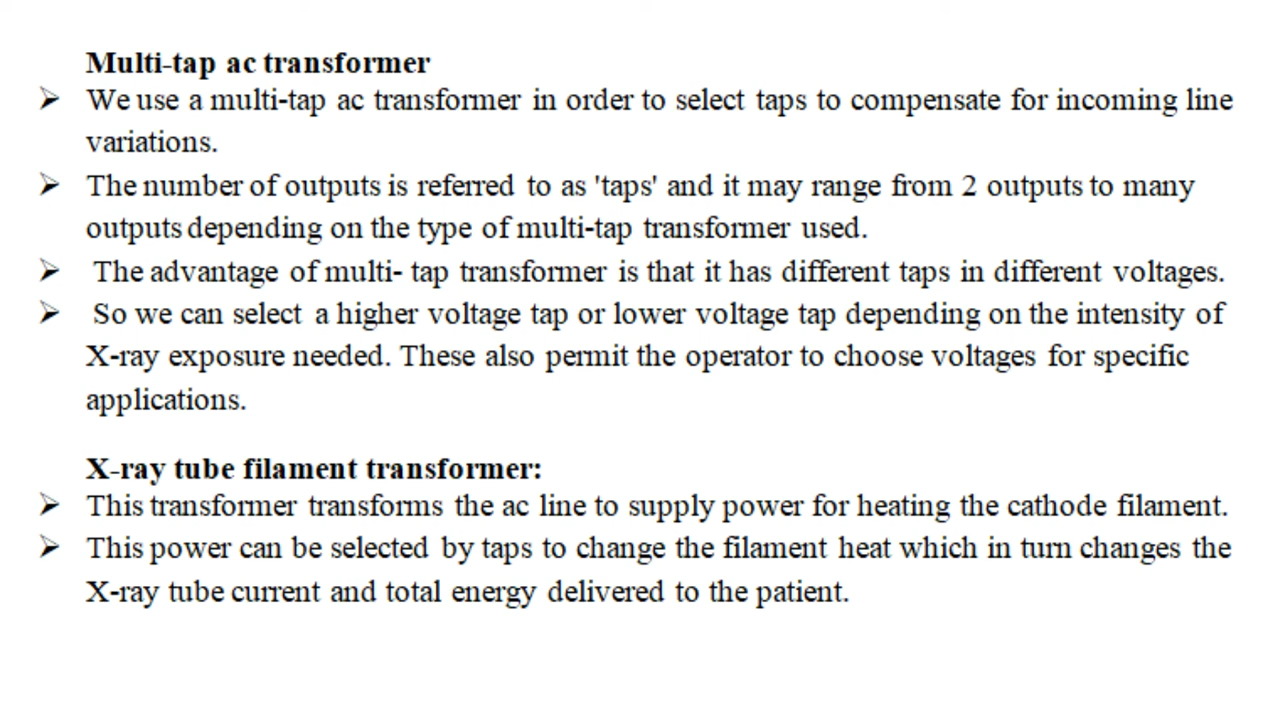 Multi-tap ac transformer
➢ We use a multi-tap ac transformer in order to select taps to compensate for incoming line
variations.
➢ The number of outputs is referred to as 'taps' and it may range from 2 outputs to many
outputs depending on the type of multi-tap transformer used.
➢ The advantage of multi- tap transformer is that it has different taps in different voltages.
➢ So we can select a higher voltage tap or lower voltage tap depending on the intensity of
X-ray exposure needed. These also permit the operator to choose voltages for specific
applications.
X-ray tube filament transformer:
➢ This transformer transforms the ac line to supply power for heating the cathode filament.
➢ This power can be selected by taps to change the filament heat which in turn changes the
X-ray tube current and total energy delivered to the patient.